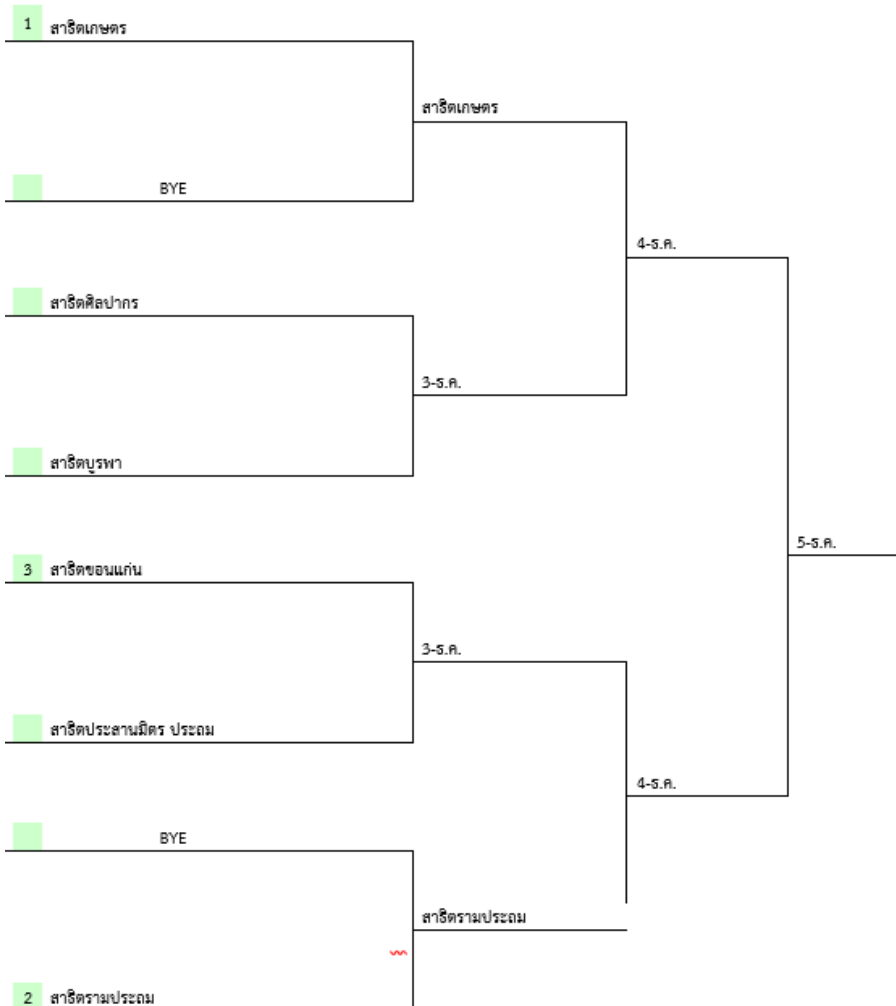 1 สาธิตเกษตร
สาธิตเกษตร
BYE
4-ธ.ค.
สาธิตศิลปากร
3-ธ.ค.
สาธิตบูรพา
5-ธ.ค.
3 สาธิตขอนแก่น
3-ธ.ค.
สาธิตประสานมิตร ประถม
4-ธ.ค.
BYE
สาธิตรามประถม
2 สาธิตรามประถม